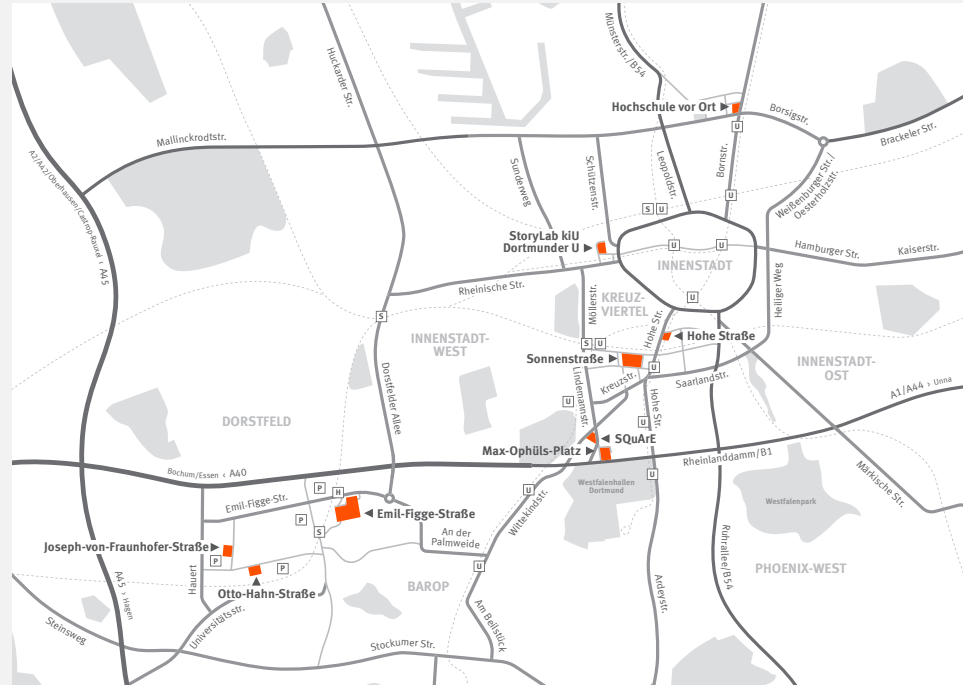 Münsterstr./B54
Huckarder Str.
Hochschule vor Ort
Borsigstr.
U
Brackeler Str.
Mallinckrodtstr.
A2/A42/Oberhausen/Castrop-Rauxel ‹ A45
Sunderweg
Schützenstr.
Leopoldstr.
Bornstr.
Weißenburger Str./
Oesterholzstr.
U
S U
StoryLab kiU
Dortmunder U
U
U
INNENSTADT
Hamburger Str.
Kaiserstr.
Rheinische Str.
Möllerstr.
KREUZ-
VIERTEL
U
Heiliger Weg
S
INNENSTADT-
WEST
Hohe Str.
Hohe Straße
S U
Sonnenstraße
U
INNENSTADT-
OST
Dorstfelder Allee
Lindemannstr.
Kreuzstr.
Saarlandstr.
A1/A44 › Unna
U
Hohe Str.
U
DORSTFELD
SQuArE
Max-Ophüls-Platz
Rheinlanddamm/B1
Bochum/Essen ‹ A40
U
Märkische Str.
Westfalenhallen
Dortmund
Westfalenpark
P
H
U
Emil-Figge-Str.
Emil-Figge-Straße
Wittekindstr.
P
S
An der
Palmweide
Joseph-von-Fraunhofer-Straße
P
P
U
Ruhrallee/B54
PHOENIX-WEST
Hauert
A45 › Hagen
Otto-Hahn-Straße
BAROP
Ardeystr.
Universitätsstr.
Am Beilstück
Steinsweg
Stockumer Str.